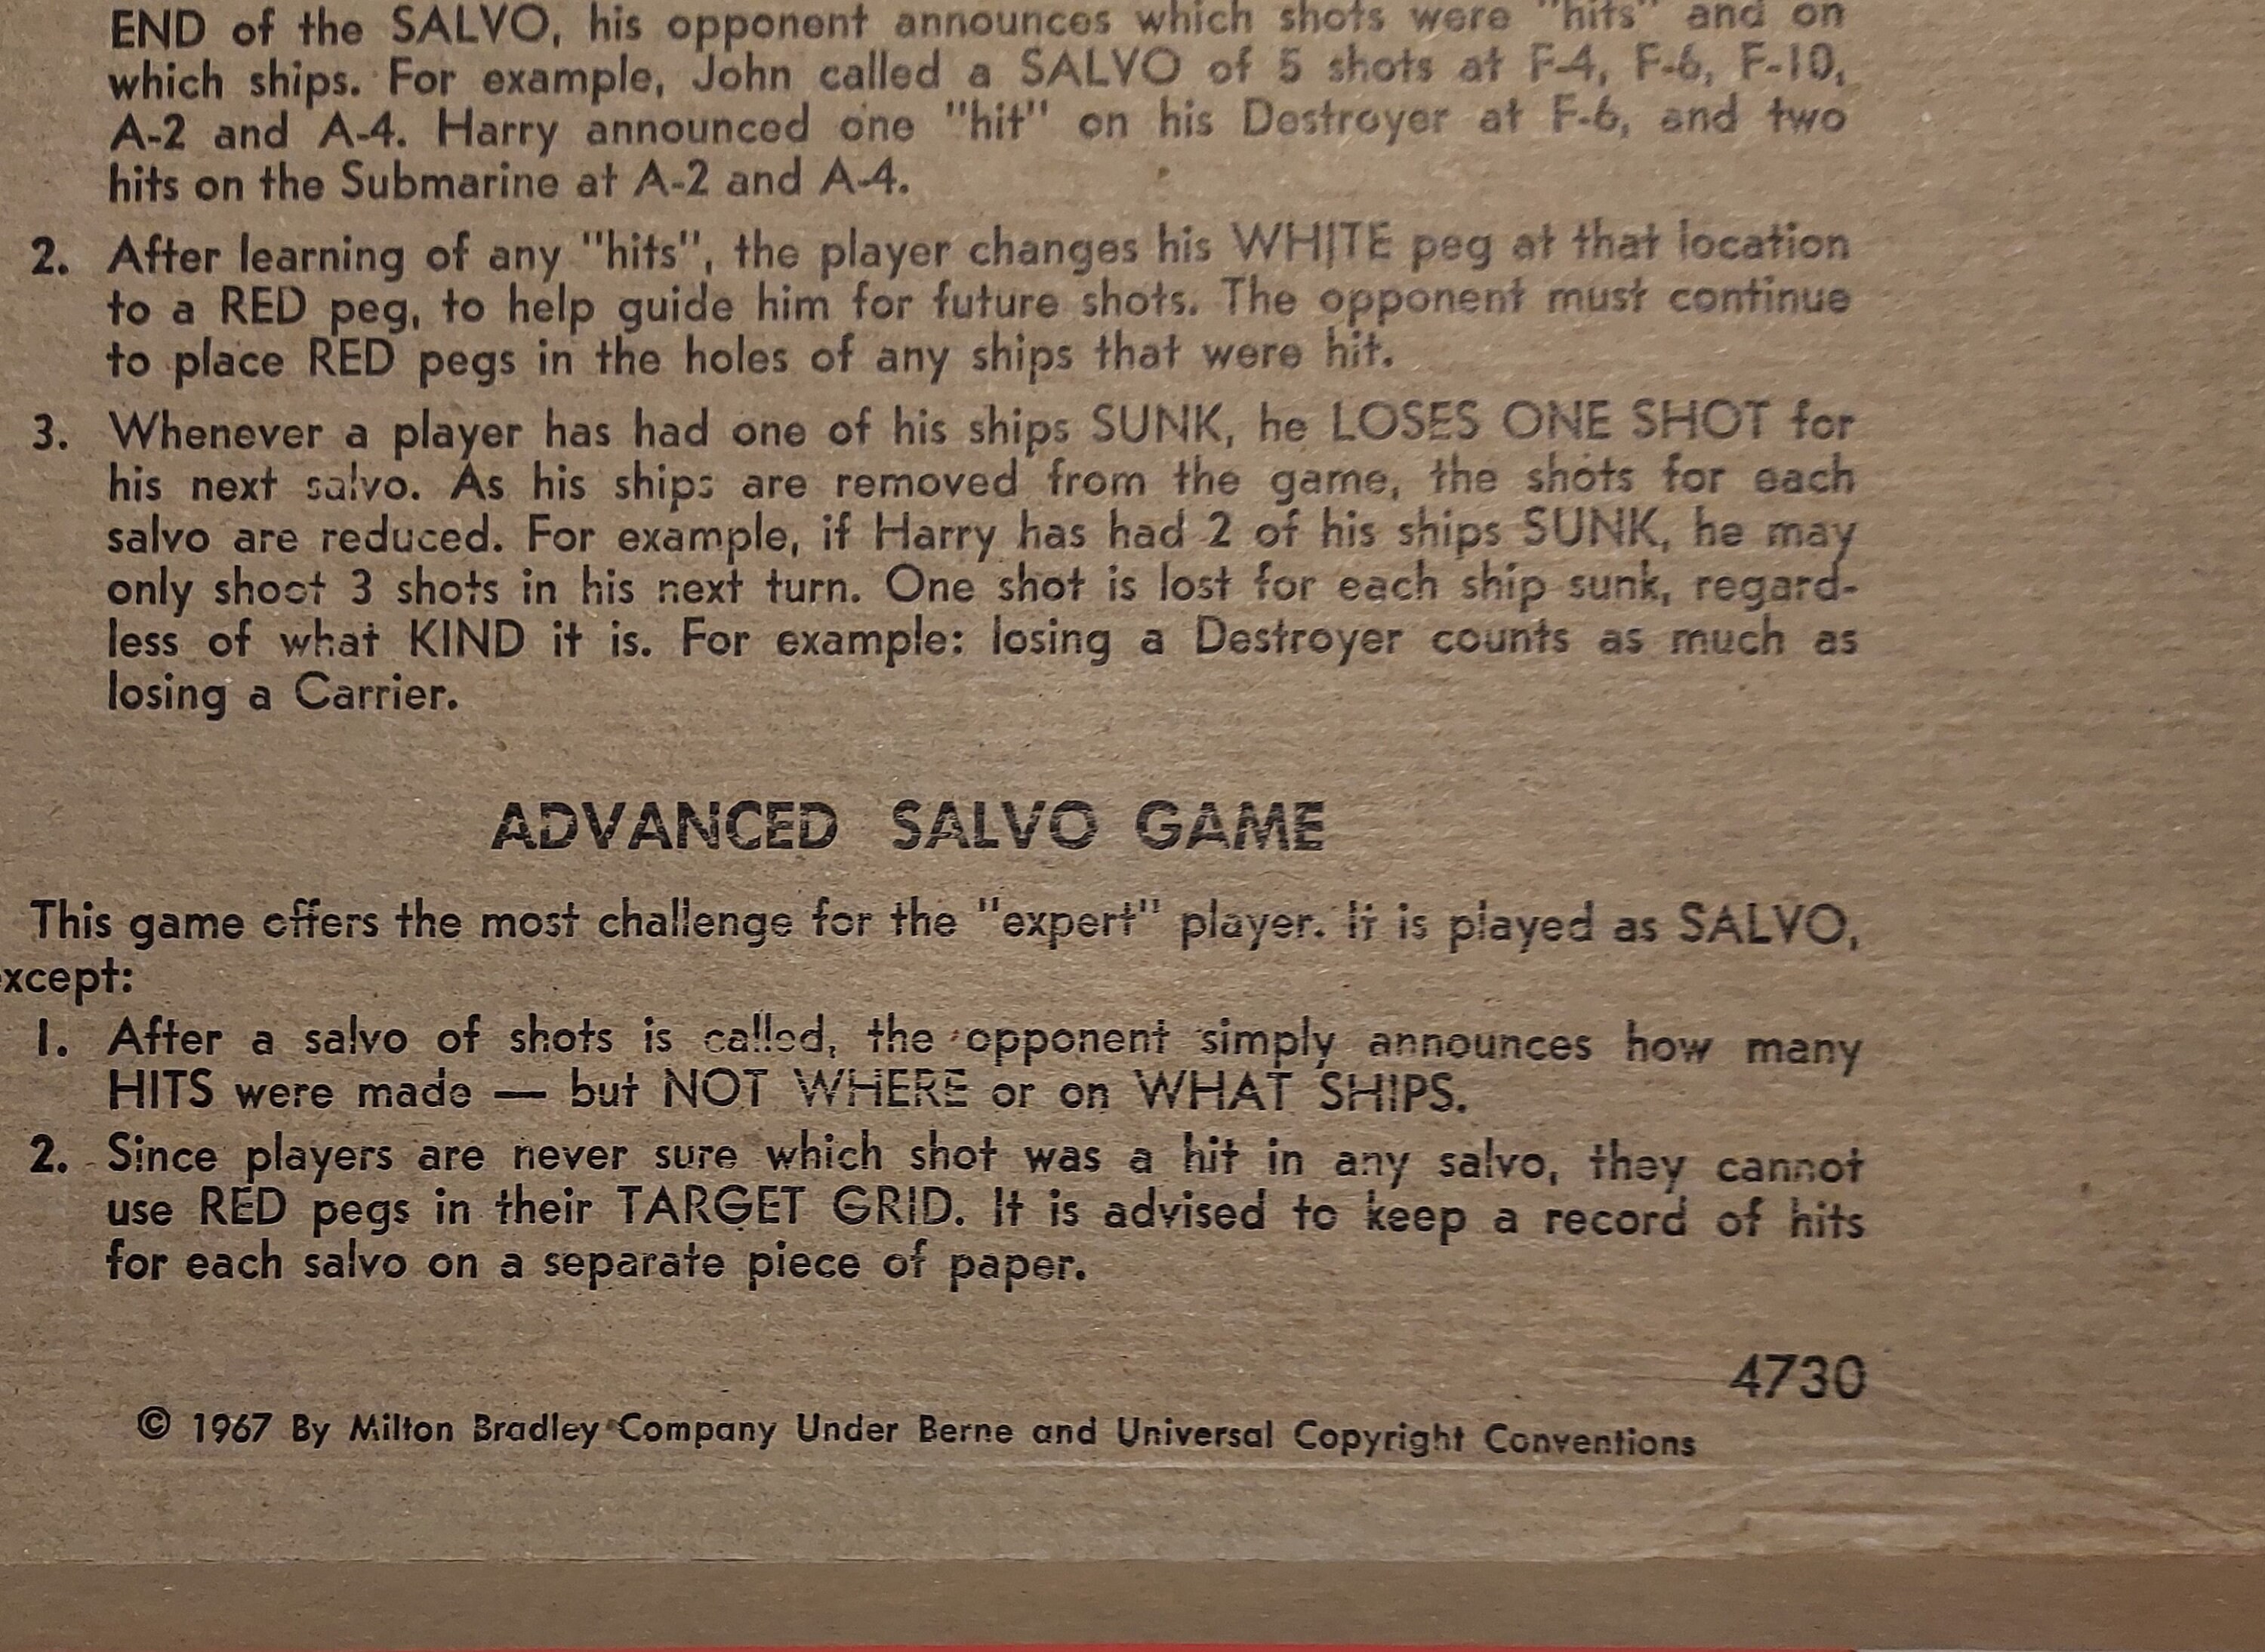 END of the SALVO, his opponent announces which shots were "hits" and on
which ships. For example, John called a SALVO of 5 shots at F-4, F-6, F-10,
A-2 and A-4. Harry announced one "hit" on his Destroyer at F-6, and two
hits on the Submarine at A-2 and A-4.
2. After learning of any "hits", the player changes his WHITE peg at that location
to a RED peg, to help guide him for future shots. The opponent must continue
to place RED pegs in the holes of any ships that were hit.
3. Whenever a player has had one of his ships SUNK, he LOSES ONE SHOT for
his next salvo. As his ships are removed from the game, the shots for each
salvo are reduced. For example, if Harry has had 2 of his ships SUNK, he may
only shoot 3 shots in his next turn. One shot is lost for each ship sunk, regard-
less of what KIND it is. For example: losing a Destroyer counts as much as
losing a Carrier.
ADVANCED SALVO GAME
This game offers the most challenge for the "expert" player. It is played as SALVO,
xcept:
1. After a salvo of shots is called, the opponent simply announces how many
HITS were made — but NOT WHERE or on WHAT SHIPS.
2. Since players are never sure which shot was a hit in any salvo, they cannot
use RED pegs in their TARGET GRID. It is advised to keep a record of hits
for each salvo on a separate piece of paper.
4730
© 1967 By Milton Bradley Company Under Berne and Universal Copyright Conventions